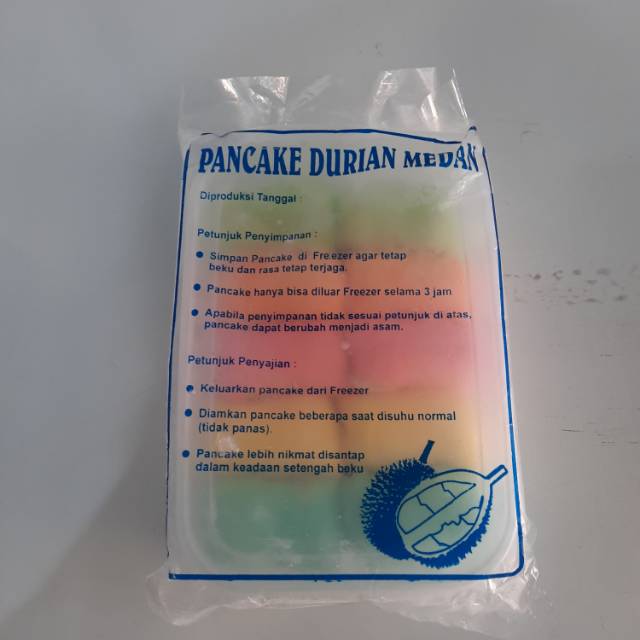 PANCAKE DURIAN MEDAN
Diproduksi Tanggal :
Petunjuk Penyimpanan :
Simpan Pancake di Freezer agar tetap
beku dan rasa tetap terjaga.
Pancake hanya bisa diluar Freezer selama 3 jam
Apabila penyimpanan tidak sesuai petunjuk di atas,
pancake dapat berubah menjadi asam.
Petunjuk Penyajian :
Keluarkan pancake dari Freezer
Diamkan pancake beberapa saat disuhu normal
(tidak panas).
Pancake lebih nikmat disantap
dalam keadaan setengah beku